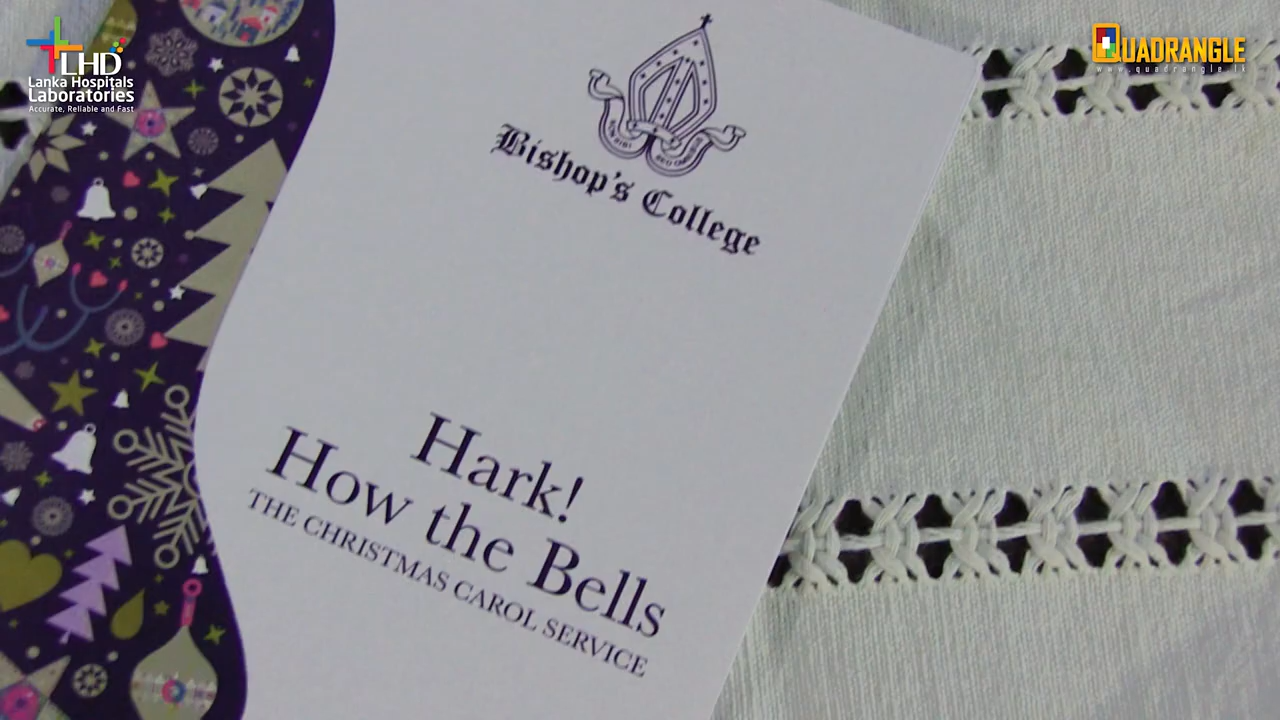 LHD
Lanka Hospitals
Laboratories
Accurate, Reliable and Fast
QUADRANGLE
www.quadrangle.lk
Bishop's College
Hark!
How the Bells
THE CHRISTMAS CAROL SERVICE